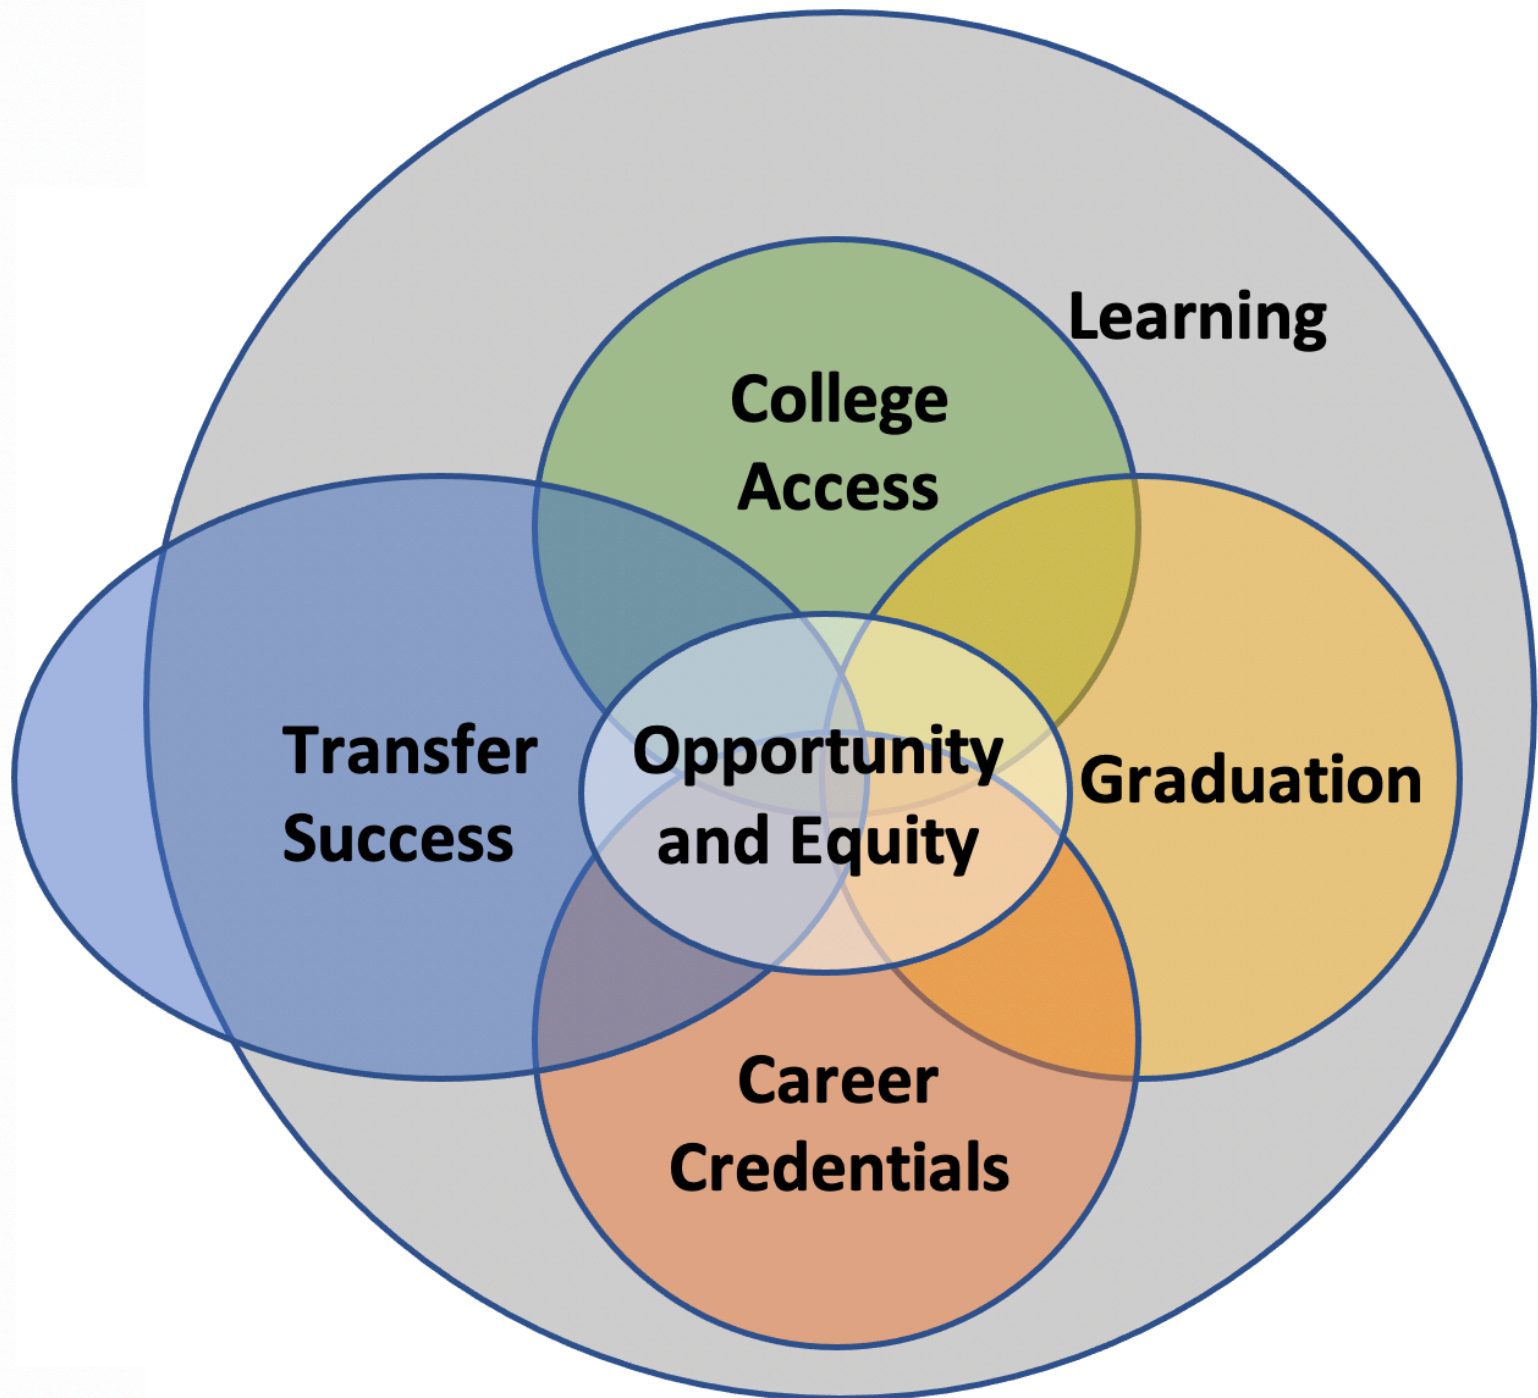 Learning
College
Access
Transfer
Success
Opportunity
and Equity
Graduation
Career
Credentials